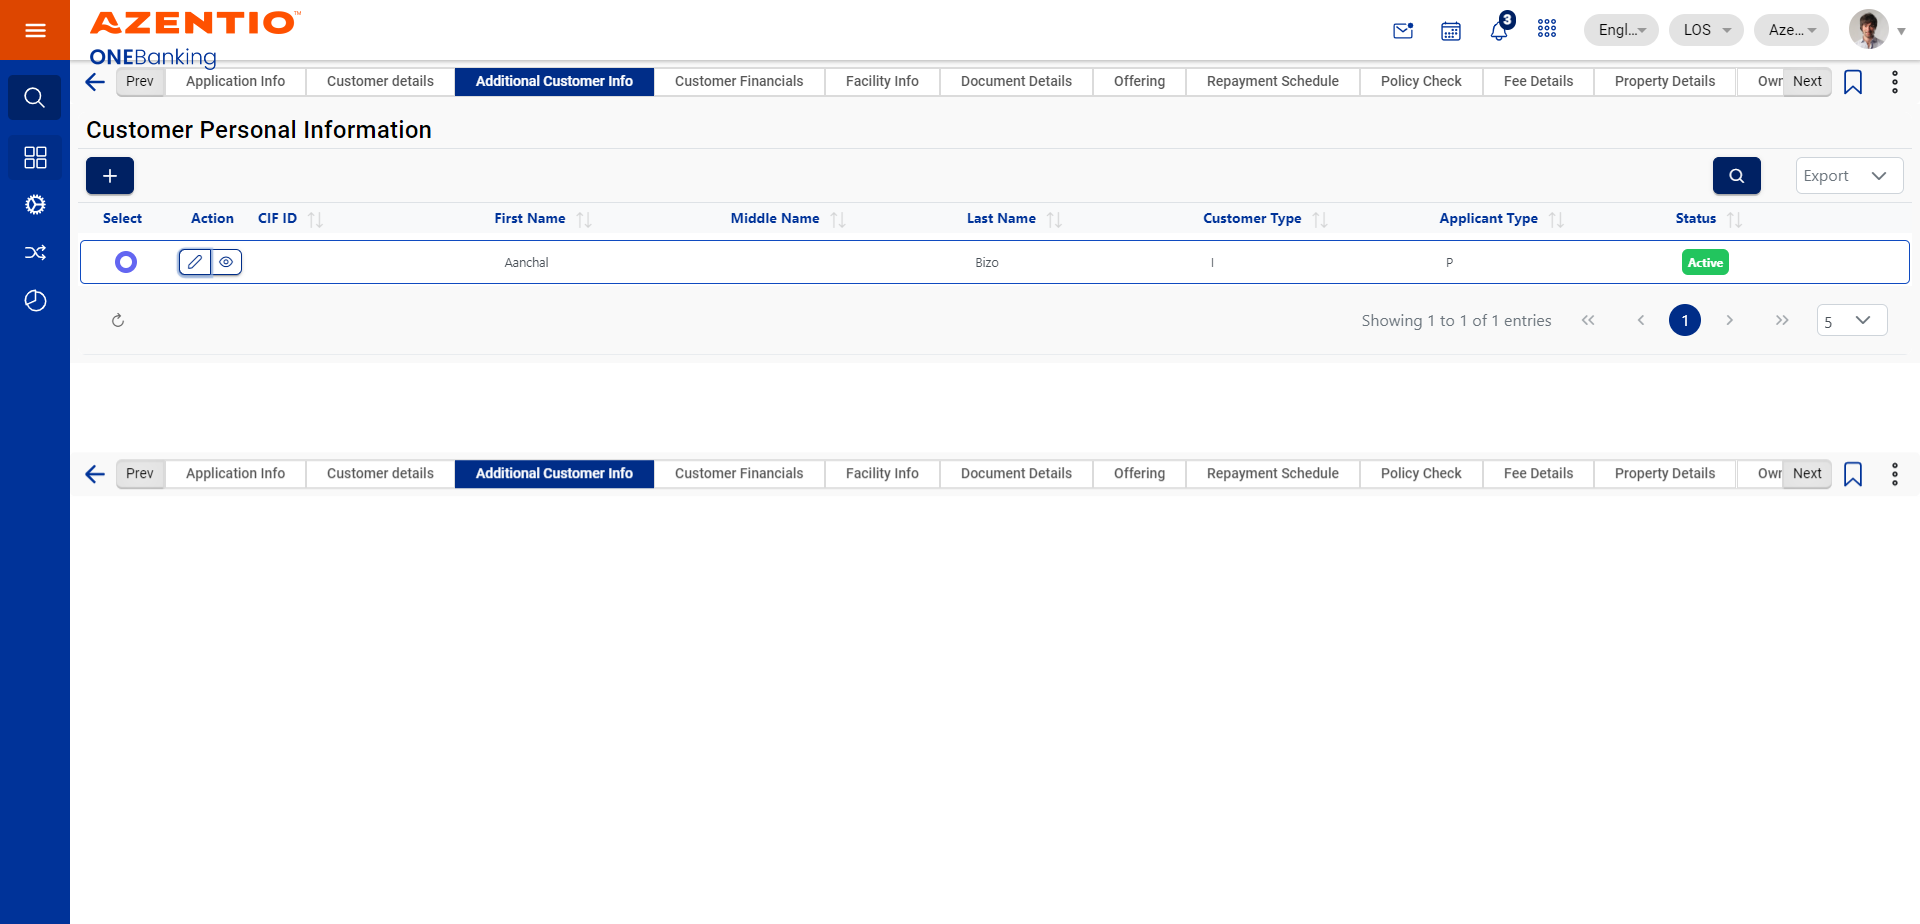 AZENTIO™
ONEBanking
3
Engl...
LOS
Aze...
Prev
Application Info
Customer details
Additional Customer Info
Customer Financials
Facility Info
Document Details
Offering
Repayment Schedule
Policy Check
Fee Details
Property Details
Owr
Next
Customer Personal Information
Export
Select Action CIF ID First Name Middle Name Last Name Customer Type Applicant Type Status
Aanchal Bizo I P Active
Showing 1 to 1 of 1 entries
1
5
Prev
Application Info
Customer details
Additional Customer Info
Customer Financials
Facility Info
Document Details
Offering
Repayment Schedule
Policy Check
Fee Details
Property Details
Owr
Next